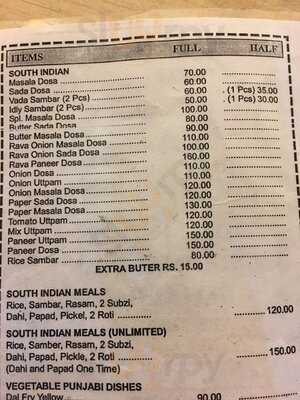 ITEMS FULL HALF
SOUTH INDIAN
Masala Dosa 70.00
Sada Dosa 60.00
Vada Sambar (2 Pcs) 60.00 .(1 Pc) 35.00
Idly Sambar (2 Pcs) 50.00 .(1 Pc) 30.00
Spl. Masala Dosa 100.00
Butter Sada Dosa 80.00
Butter Masala Dosa 90.00
Rava Onion Masala Dosa 110.00
Rava Onion Sada Dosa 100.00
Rava Paneer Dosa 160.00
Onion Dosa 110.00
Onion Uttpam 110.00
Onion Masala Dosa 120.00
Paper Sada Dosa 120.00
Paper Masala Dosa 130.00
Tomato Uttpam 120.00
Mix Uttpam 120.00
Paneer Uttpam 150.00
Paneer Dosa 150.00
Rice Sambar 80.00
EXTRA BUTER RS. 15.00
SOUTH INDIAN MEALS
Rice, Sambar, Rasam, 2 Subzi,
Dahi, Papad, Pickel, 2 Roti 120.00
SOUTH INDIAN MEALS (UNLIMITED)
Rice, Sambar, Rasam, 2 Subzi,
Dahi, Papad, Pickle, 2 Roti 150.00
(Dahi and Papad One Time)
VEGETABLE PUNJABI DISHES
Dal Fry Yellow 90.00